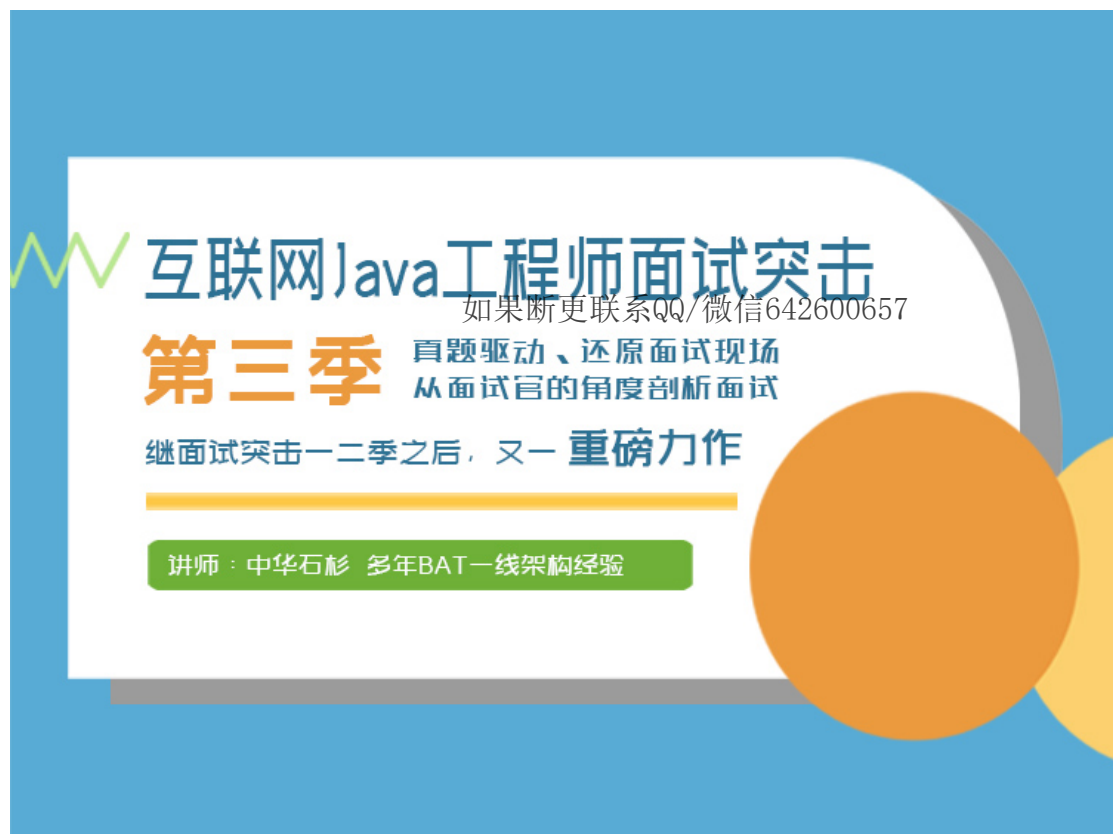 互联网Java工程师面试突击
如果断更联系QQ/微信642600657
第三季
真题驱动、还原面试现场
从面试官的角度剖析面试
继面试突击一二季之后，又一 重磅力作
讲师：中华石杉 多年BAT一线架构经验